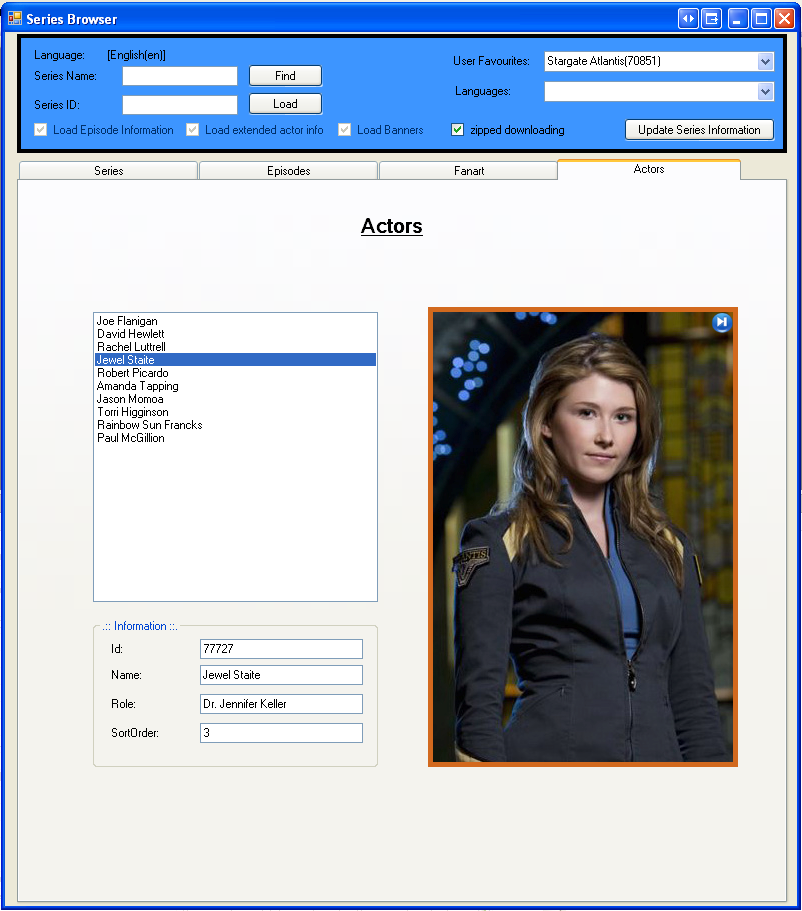 Series Browser
Language: [English(en)]
User Favourites: Stargate Atlantis(70851)
Series Name: Find
Languages:
Series ID: Load
Load Episode Information Load extended actor info Load Banners zipped downloading Update Series Information
Series Episodes Fanart Actors
Actors
Joe Flanigan
David Hewlett
Rachel Luttrell
Jewel Staite
Robert Picardo
Amanda Tapping
Jason Momoa
Torri Higginson
Rainbow Sun Francks
Paul McGillion
.:: Information ::.
Id: 77727
Name: Jewel Staite
Role: Dr. Jennifer Keller
SortOrder: 3